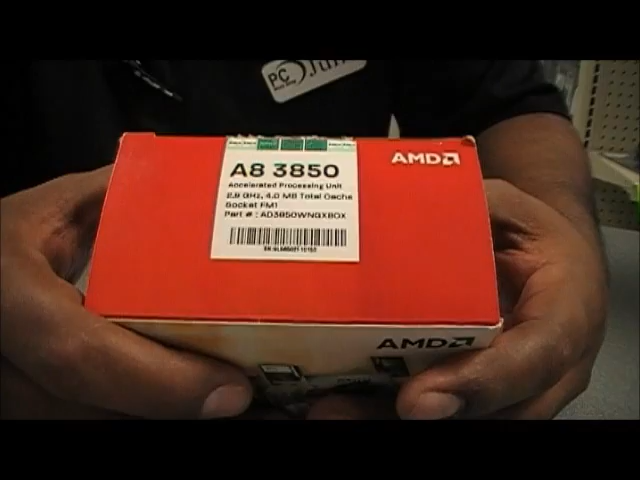 PC
AMD
A8 3850
Accelerated Processing Unit
2.9 GHz, 4.0 MB Total Cache
Socket FM1
Part # : AD3850WNGXBOX
AMD